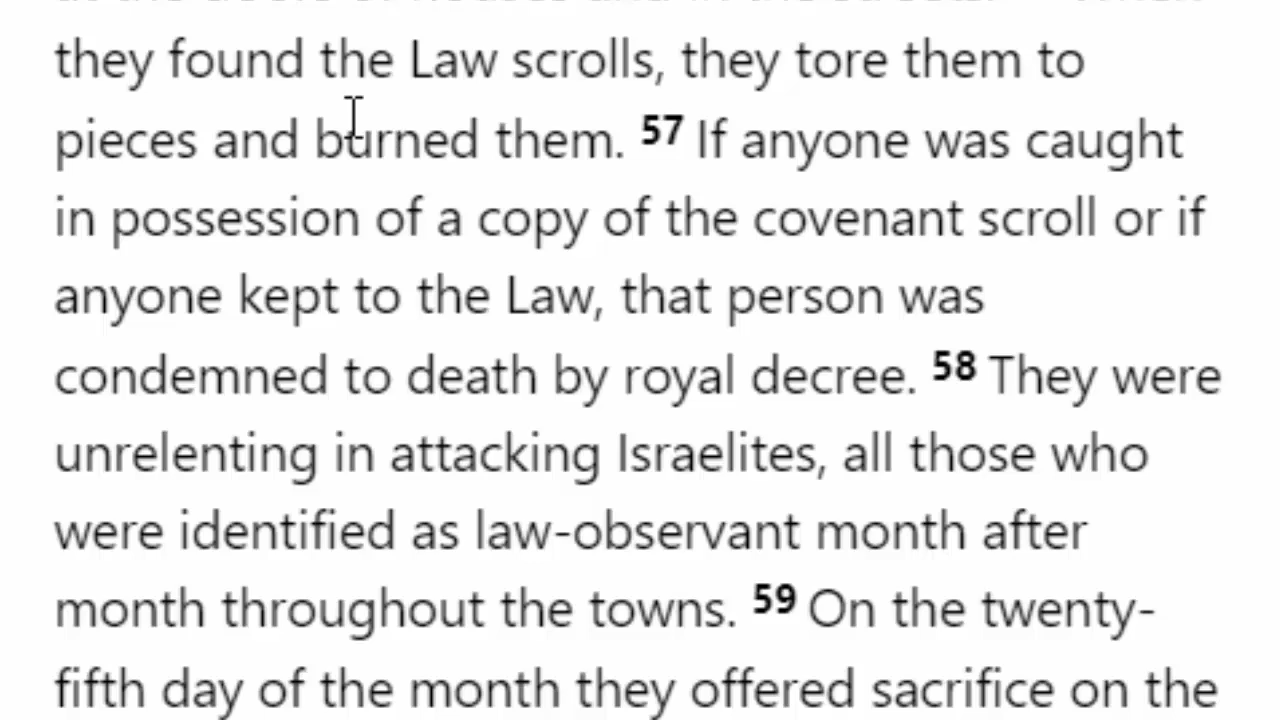 they found the Law scrolls, they tore them to
pieces and burned them. 57 If anyone was caught
in possession of a copy of the covenant scroll or if
anyone kept to the Law, that person was
condemned to death by royal decree. 58 They were
unrelenting in attacking Israelites, all those who
were identified as law-observant month after
month throughout the towns. 59 On the twenty-
fifth day of the month they offered sacrifice on the